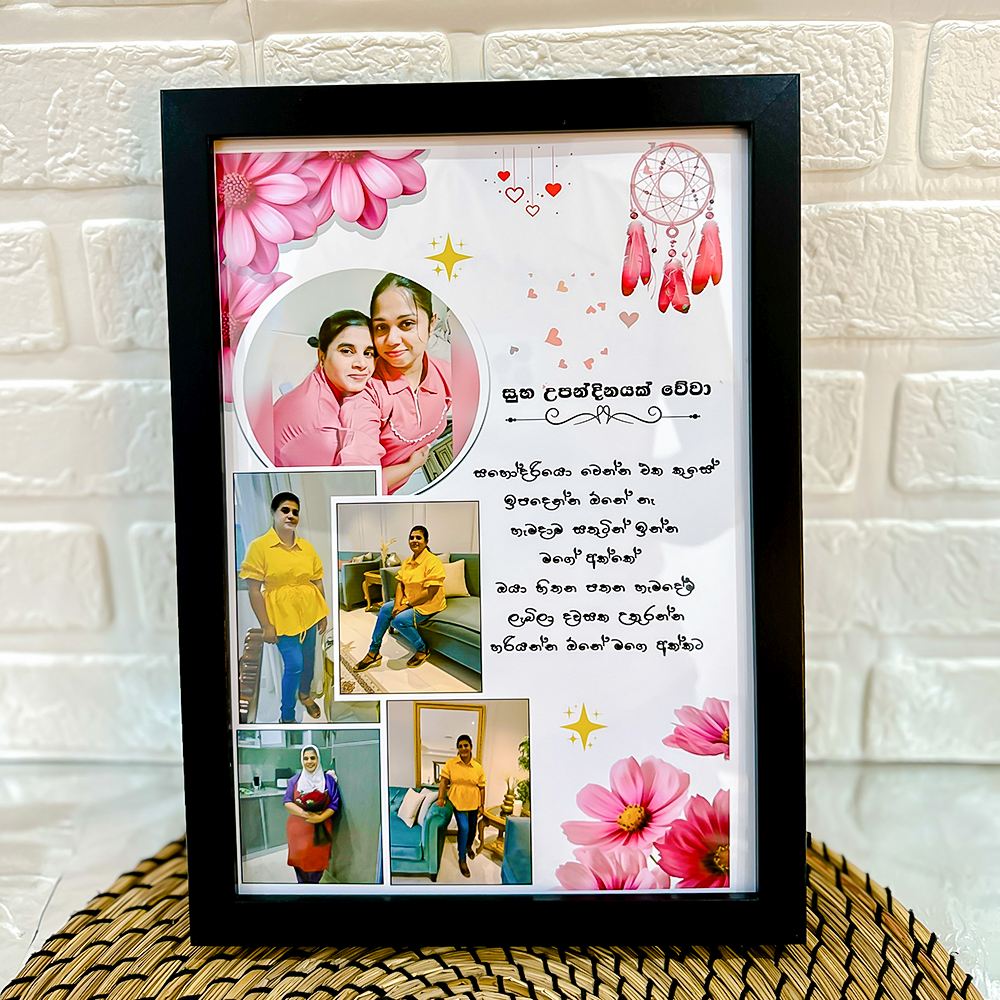 සුභ උපන්දිනයක් වේවා
සහෝදරියො වෙන්න එක කුසේ
ඉපදෙන්න ඕනේ නෑ
හැමදාම සතුටින් ඉන්න
මගේ අක්කේ
ඔයා හිතන පතන හැමදේම
ලැබිලා දවසක උතුරන්න
හරියන්න ඕනේ මගෙ අක්කට